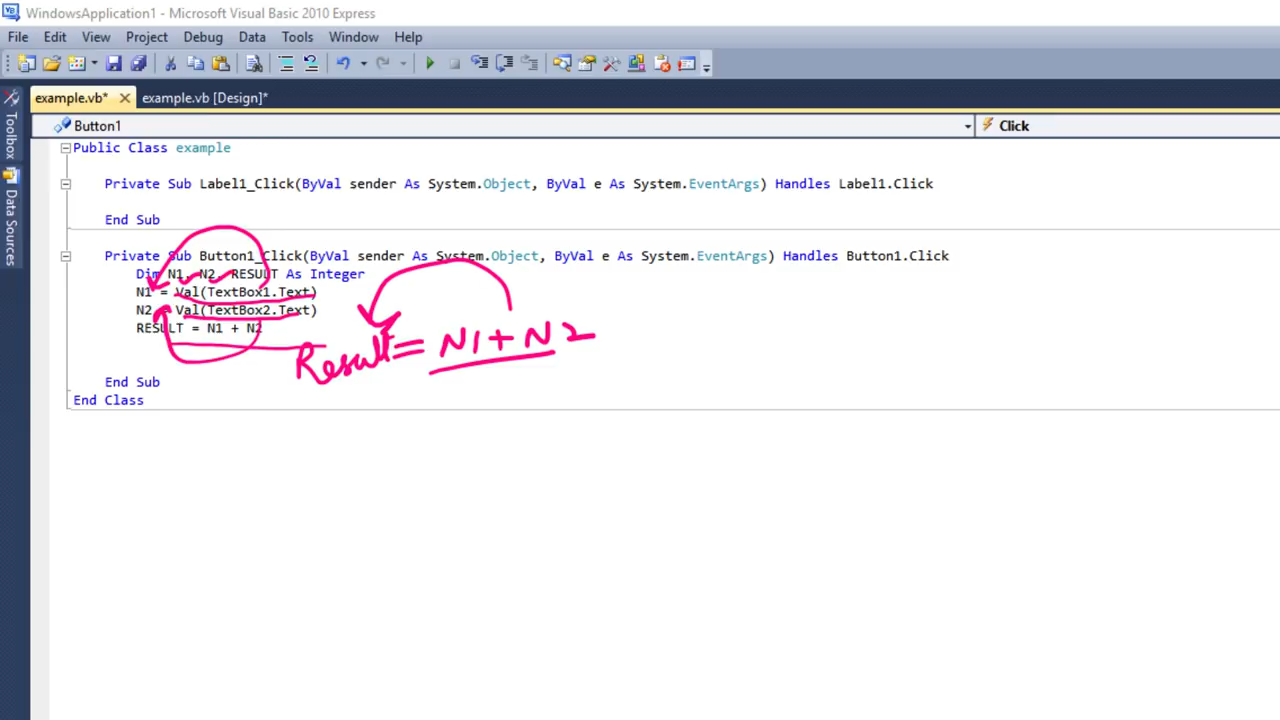 WindowsApplication1 - Microsoft Visual Basic 2010 Express
File Edit View Project Debug Data Tools Window Help
example.vb* example.vb [Design]*
Toolbox
Data Sources
Button1 Click
Public Class example
Private Sub Label1_Click(ByVal sender As System.Object, ByVal e As System.EventArgs) Handles Label1.Click
End Sub
Private Sub Button1_Click(ByVal sender As System.Object, ByVal e As System.EventArgs) Handles Button1.Click
Dim N1, N2, RESULT As Integer
N1 = Val(TextBox1.Text)
N2 = Val(TextBox2.Text)
RESULT = N1 + N2
Result = N1 + N2
End Sub
End Class